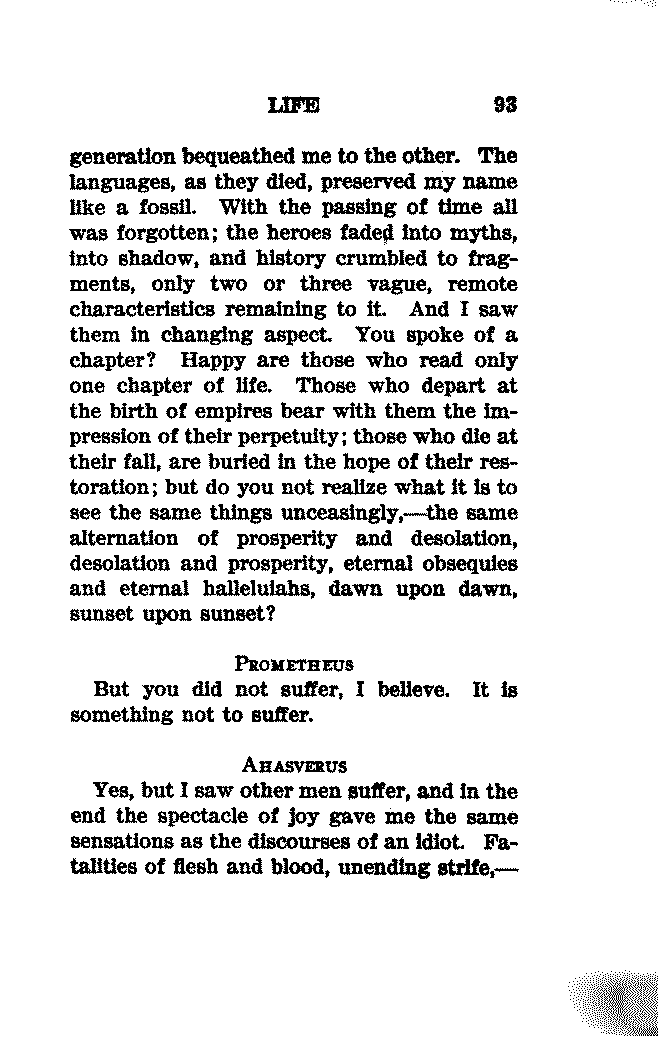 LIFE 93
generation bequeathed me to the other. The
languages, as they died, preserved my name
like a fossil. With the passing of time all
was forgotten; the heroes faded into myths,
into shadow, and history crumbled to frag-
ments, only two or three vague, remote
characteristics remaining to it. And I saw
them in changing aspect. You spoke of a
chapter? Happy are those who read only
one chapter of life. Those who depart at
the birth of empires bear with them the im-
pression of their perpetuity; those who die at
their fall, are buried in the hope of their res-
toration; but do you not realize what it is to
see the same things unceasingly,—the same
alternation of prosperity and desolation,
desolation and prosperity, eternal obsequies
and eternal halleluiahs, dawn upon dawn,
sunset upon sunset?
PROMETHEUS
But you did not suffer, I believe. It is
something not to suffer.
AHASVERUS
Yes, but I saw other men suffer, and in the
end the spectacle of joy gave me the same
sensations as the discourses of an idiot. Fa-
talities of flesh and blood, unending strife,—